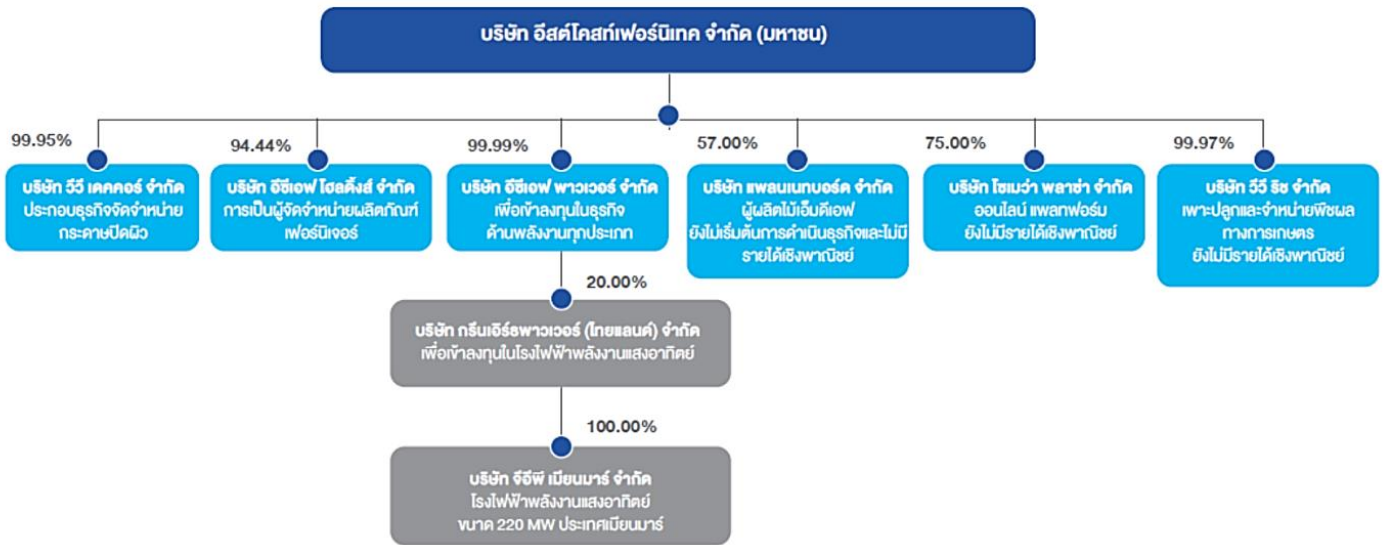 บริษัท อีสต์โคสท์เฟอร์นิเทค จำกัด (มหาชน)
99.95%
94.44%
99.99%
57.00%
75.00%
99.97%
บริษัท วีวี เดคคอร์ จำกัด
ประกอบธุรกิจจัดจำหน่าย
กระดาษปิดผิว
บริษัท อีซีเอฟ โฮลดิ้งส์ จำกัด
การเป็นผู้จัดจำหน่ายผลิตภัณฑ์
เฟอร์นิเจอร์
บริษัท อีซีเอฟ พาวเวอร์ จำกัด
เพื่อเข้าลงทุนในธุรกิจ
ด้านพลังงานทุกประเภท
บริษัท แพลนเนทบอร์ด จำกัด
ผู้ผลิตไม้เอ็มดีเอฟ
ยังไม่เริ่มต้นการดำเนินธุรกิจและไม่มี
รายได้เชิงพาณิชย์
บริษัท โซเมว่า พลาซ่า จำกัด
ออนไลน์ แพลทฟอร์ม
ยังไม่มีรายได้เชิงพาณิชย์
บริษัท วีวี ริช จำกัด
เพาะปลูกและจำหน่ายพืชผล
ทางการเกษตร
ยังไม่มีรายได้เชิงพาณิชย์
20.00%
บริษัท กรีนเอิร์ธพาวเวอร์ (ไทยแลนด์) จำกัด
เพื่อเข้าลงทุนในโรงไฟฟ้าพลังงานแสงอาทิตย์
100.00%
บริษัท จีอีพี เมียนมาร์ จำกัด
โรงไฟฟ้าพลังงานแสงอาทิตย์
ขนาด 220 MW ประเทศเมียนมาร์